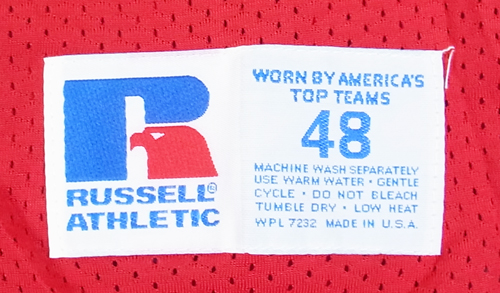 RUSSELL®
ATHLETIC
WORN BY AMERICA'S
TOP TEAMS
48
MACHINE WASH SEPARATELY
USE WARM WATER • GENTLE
CYCLE • DO NOT BLEACH
TUMBLE DRY • LOW HEAT
WPL 7232 MADE IN U.S.A.